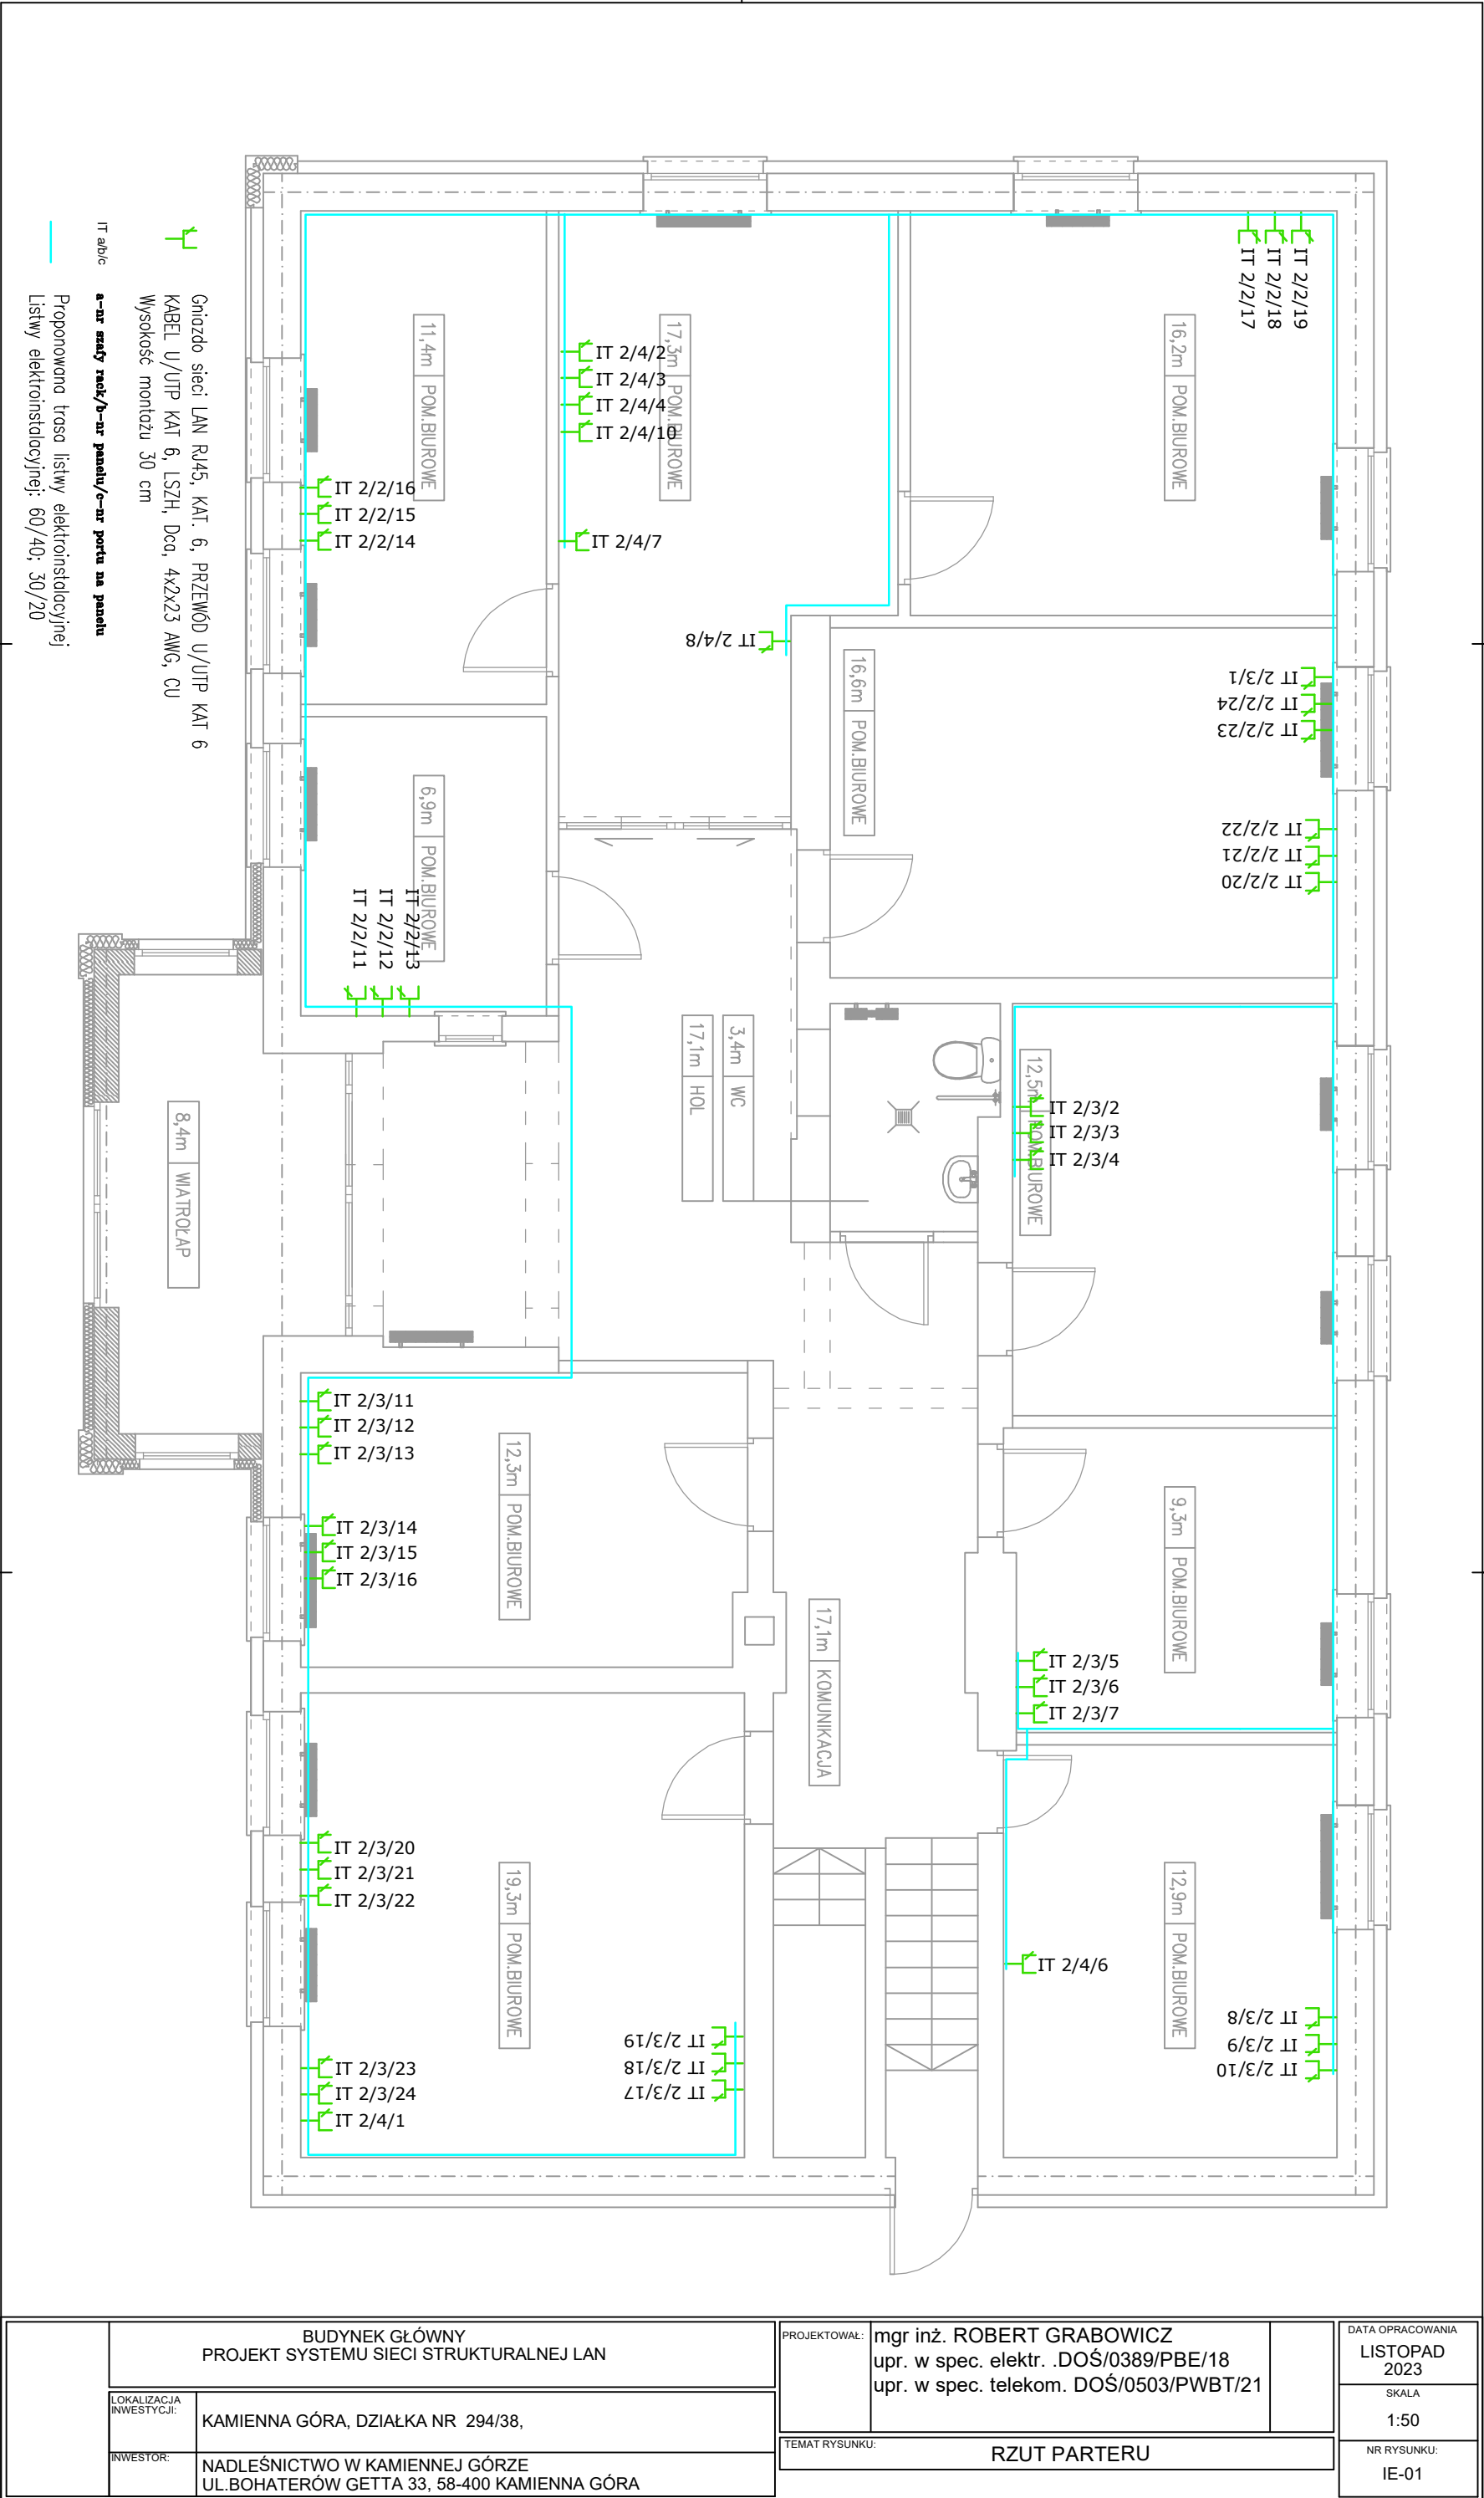 IT 2/2/19
IT 2/2/18
IT 2/2/17
16,2m POM.BIUROWE
17,3m POM.BIUROWE
11,4m POM.BIUROWE
IT 2/4/2
IT 2/4/3
IT 2/4/4
IT 2/4/10
IT 2/4/7
IT 2/2/16
IT 2/2/15
IT 2/2/14
IT 2/4/8
16,6m POM.BIUROWE
IT 2/3/1
IT 2/2/24
IT 2/2/23
IT 2/2/22
IT 2/2/21
IT 2/2/20
6,9m POM.BIUROWE
IT 2/2/13
IT 2/2/12
IT 2/2/11
3,4m WC
17,1m HOL
12,5m POM.BIUROWE
IT 2/3/2
IT 2/3/3
IT 2/3/4
8,4m WIATROŁAP
IT 2/3/11
IT 2/3/12
IT 2/3/13
IT 2/3/14
IT 2/3/15
IT 2/3/16
12,3m POM.BIUROWE
9,3m POM.BIUROWE
17,1m KOMUNIKACJA
IT 2/3/5
IT 2/3/6
IT 2/3/7
IT 2/3/20
IT 2/3/21
IT 2/3/22
19,3m POM.BIUROWE
12,9m POM.BIUROWE
IT 2/4/6
IT 2/3/8
IT 2/3/9
IT 2/3/10
IT 2/3/19
IT 2/3/18
IT 2/3/17
IT 2/3/23
IT 2/3/24
IT 2/4/1
Gniazdo sieci LAN RJ45, KAT. 6, PRZEWÓD U/UTP KAT 6
KABEL U/UTP KAT 6, LSZH, Dca, 4x2x23 AWG, CU
Wysokość montażu 30 cm
IT a/b/c a-nr szafy rack/b-nr panelu/c-nr portu na panelu
Proponowana trasa listwy elektroinstalacyjnej
Listwy elektroinstalacyjnej: 60/40; 30/20
BUDYNEK GŁÓWNY
PROJEKT SYSTEMU SIECI STRUKTURALNEJ LAN
LOKALIZACJA
INWESTYCJI:
KAMIENNA GÓRA, DZIAŁKA NR 294/38,
INWESTOR:
NADLEŚNICTWO W KAMIENNEJ GÓRZE
UL.BOHATERÓW GETTA 33, 58-400 KAMIENNA GÓRA
PROJEKTOWAŁ:
mgr inż. ROBERT GRABOWICZ
upr. w spec. elektr. .DOŚ/0389/PBE/18
upr. w spec. telekom. DOŚ/0503/PWBT/21
TEMAT RYSUNKU:
RZUT PARTERU
DATA OPRACOWANIA
LISTOPAD
2023
SKALA
1:50
NR RYSUNKU:
IE-01